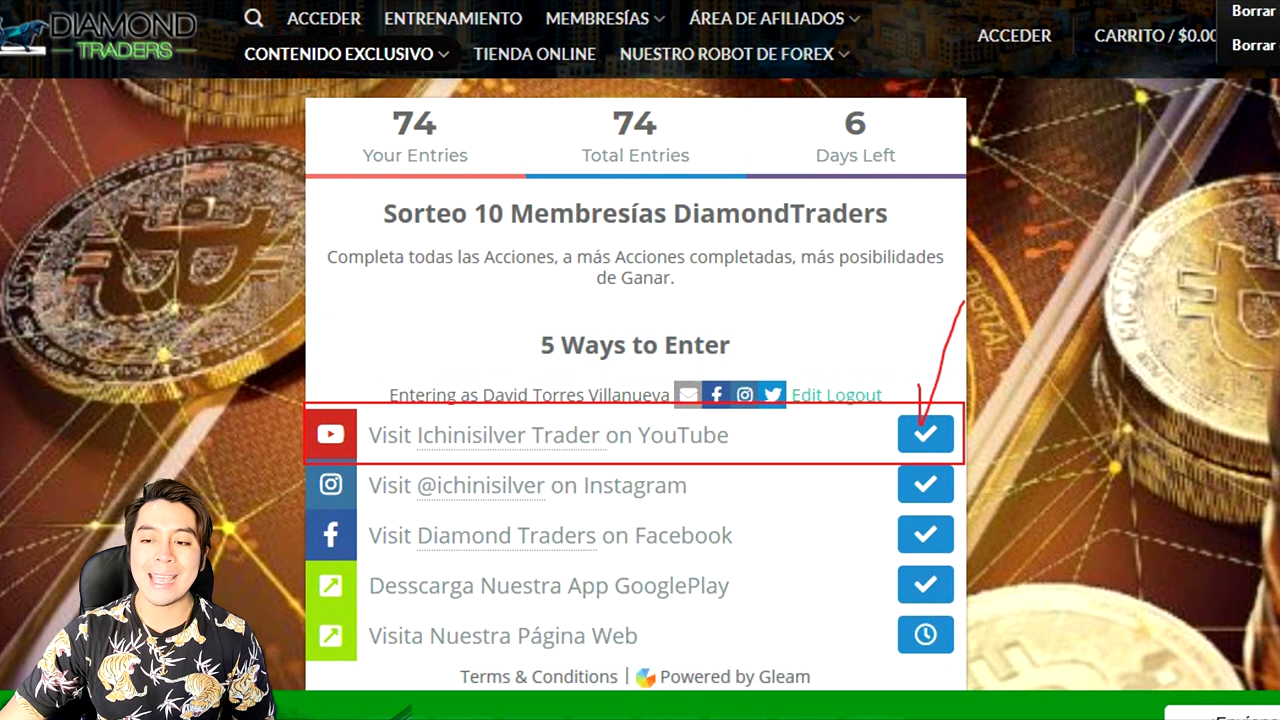 DIAMOND
TRADERS
ACCEDER ENTRENAMIENTO MEMBRESÍAS ÁREA DE AFILIADOS
CONTENIDO EXCLUSIVO TIENDA ONLINE NUESTRO ROBOT DE FOREX
ACCEDER CARRITO / $0.00
Borrar
Borrar
74 74 6
Your Entries Total Entries Days Left
Sorteo 10 Membresías DiamondTraders
Completa todas las Acciones, a más Acciones completadas, más posibilidades
de Ganar.
5 Ways to Enter
Entering as David Torres Villanueva Edit Logout
Visit Ichinisilver Trader on YouTube
Visit @ichinisilver on Instagram
Visit Diamond Traders on Facebook
Desscarga Nuestra App GooglePlay
Visita Nuestra Página Web
Terms & Conditions | Powered by Gleam
DIGITAL